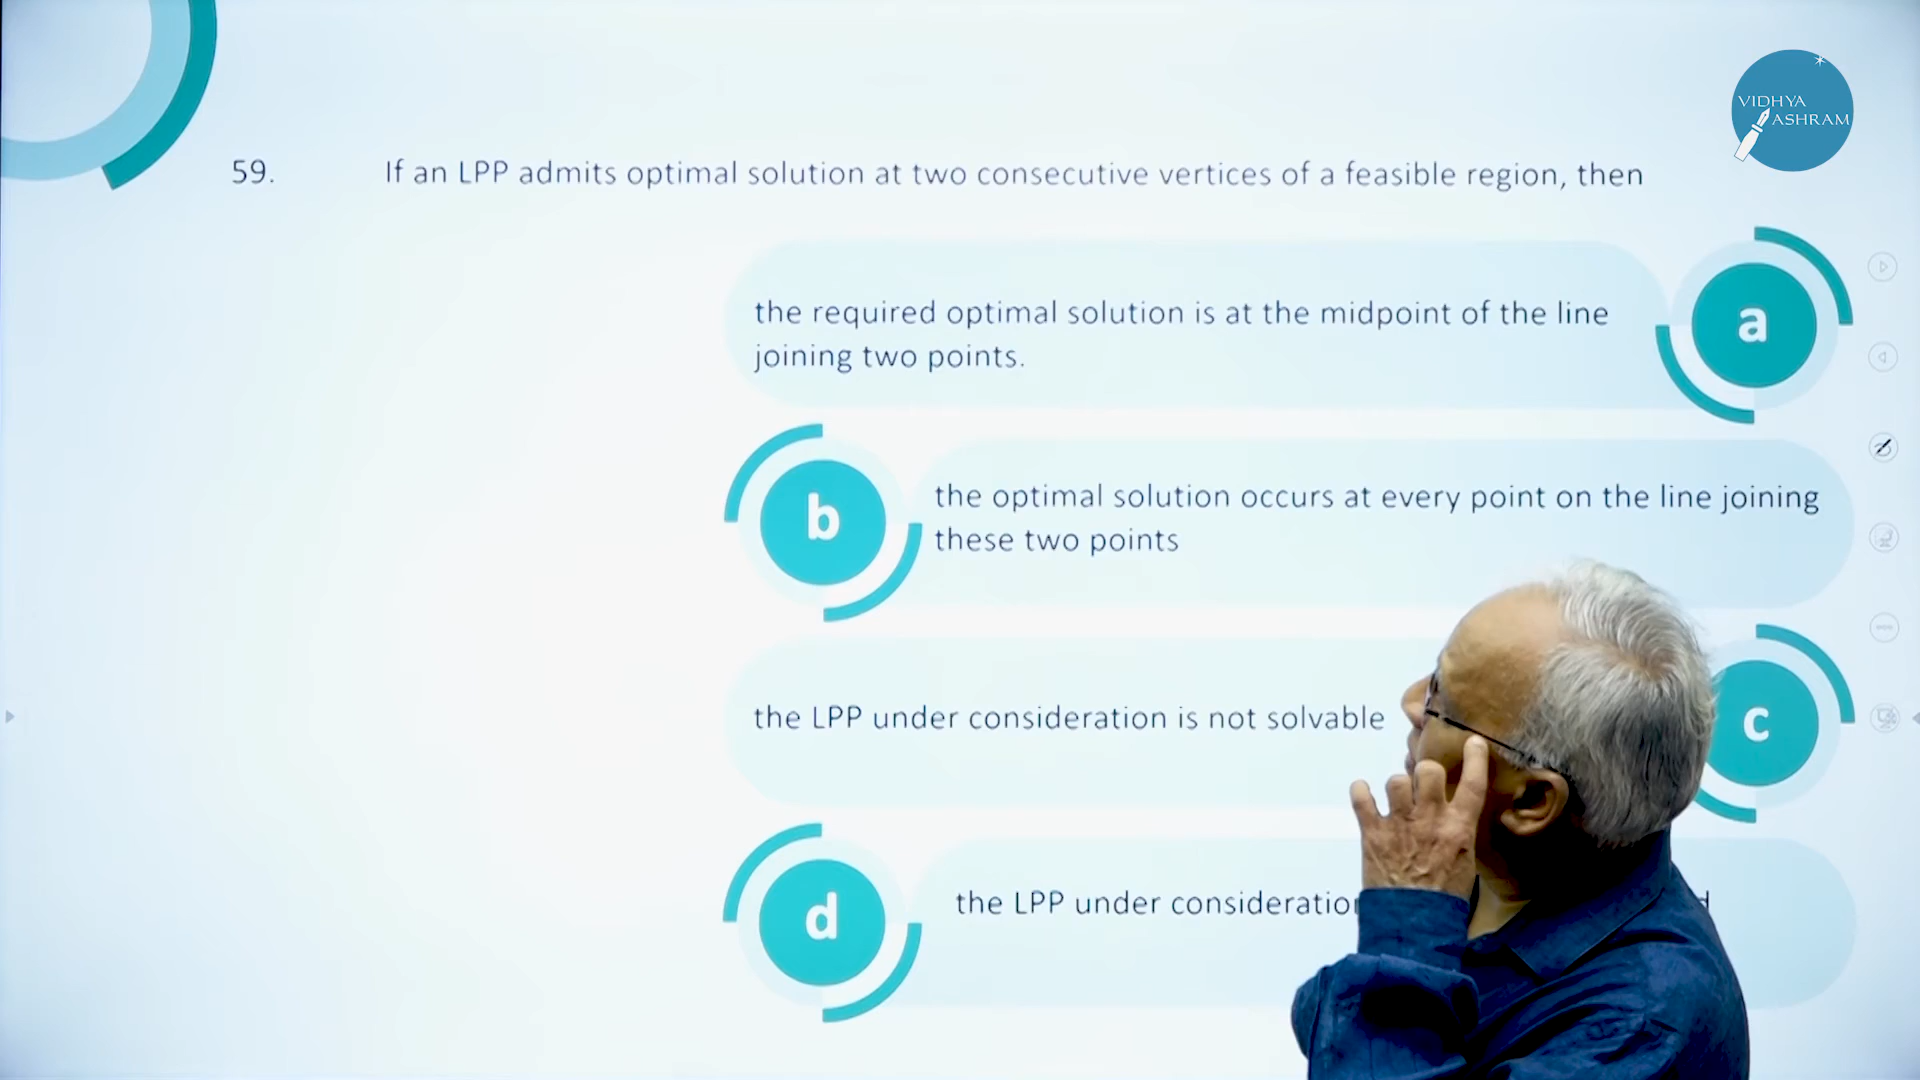 VIDHYA
ASHRAM
59. If an LPP admits optimal solution at two consecutive vertices of a feasible region, then
the required optimal solution is at the midpoint of the line
joining two points.
a
b
the optimal solution occurs at every point on the line joining
these two points
the LPP under consideration is not solvable
c
d
the LPP under consideration